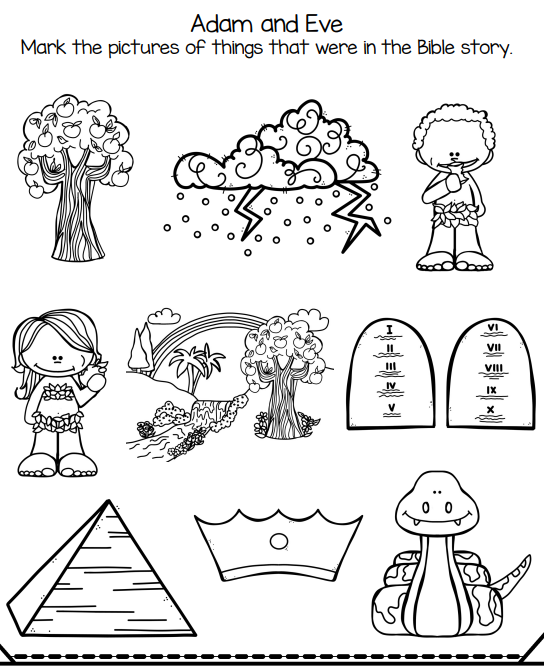 Adam and Eve
Mark the pictures of things that were in the Bible story.
I
II
III
IV
V
VI
VII
VIII
IX
X